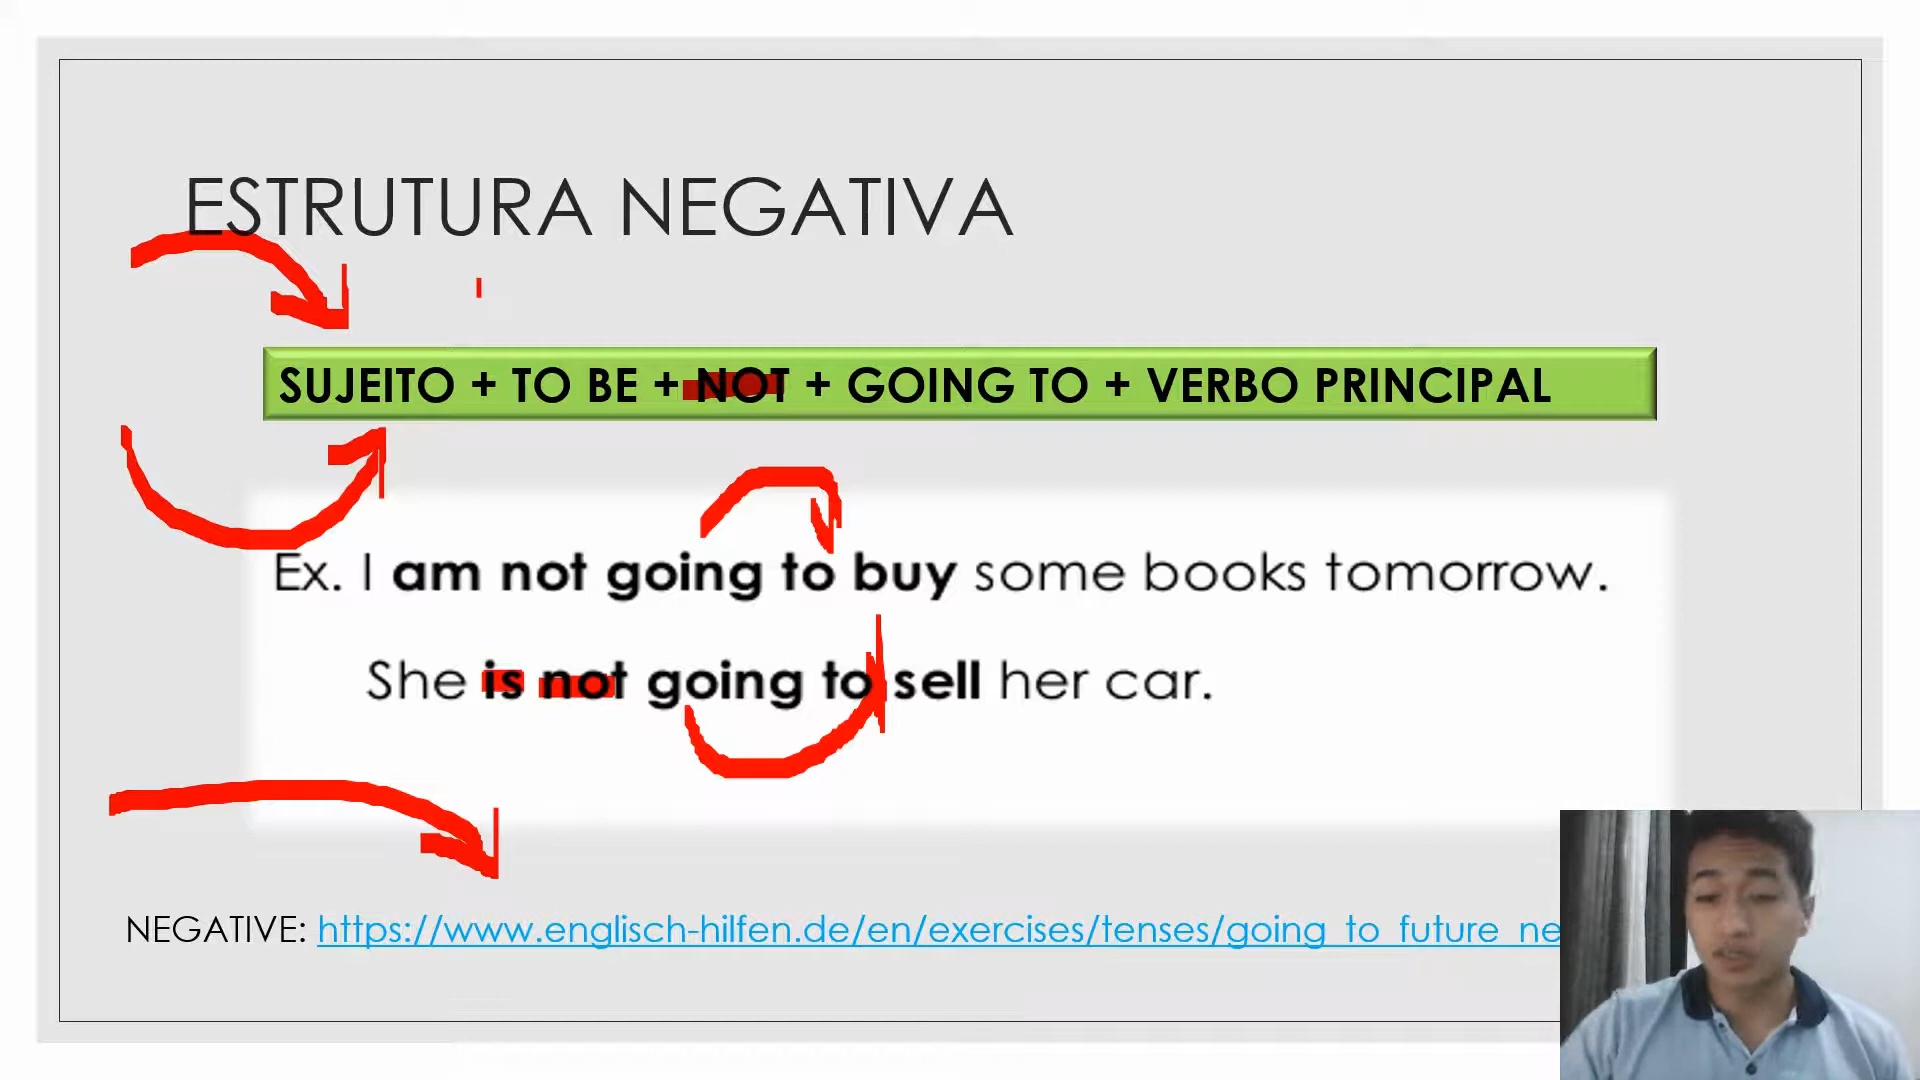 ESTRUTURA NEGATIVA
SUJEITO + TO BE + NOT + GOING TO + VERBO PRINCIPAL
Ex. I am not going to buy some books tomorrow.
She is not going to sell her car.
NEGATIVE: https://www.englisch-hilfen.de/en/exercises/tenses/going_to_future_ne